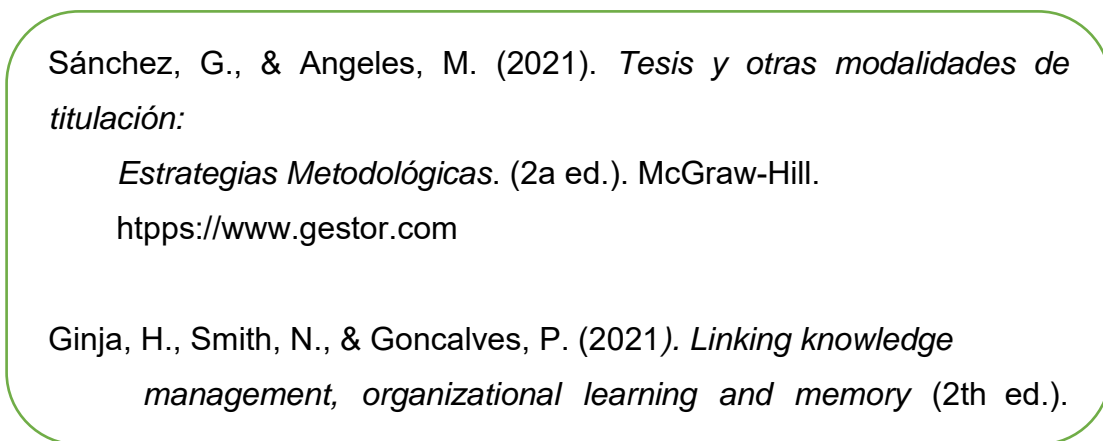 Sánchez, G., & Angeles, M. (2021). Tesis y otras modalidades de
titulación:
Estrategias Metodológicas. (2a ed.). McGraw-Hill.
htpps://www.gestor.com
Ginja, H., Smith, N., & Goncalves, P. (2021). Linking knowledge
management, organizational learning and memory (2th ed.).